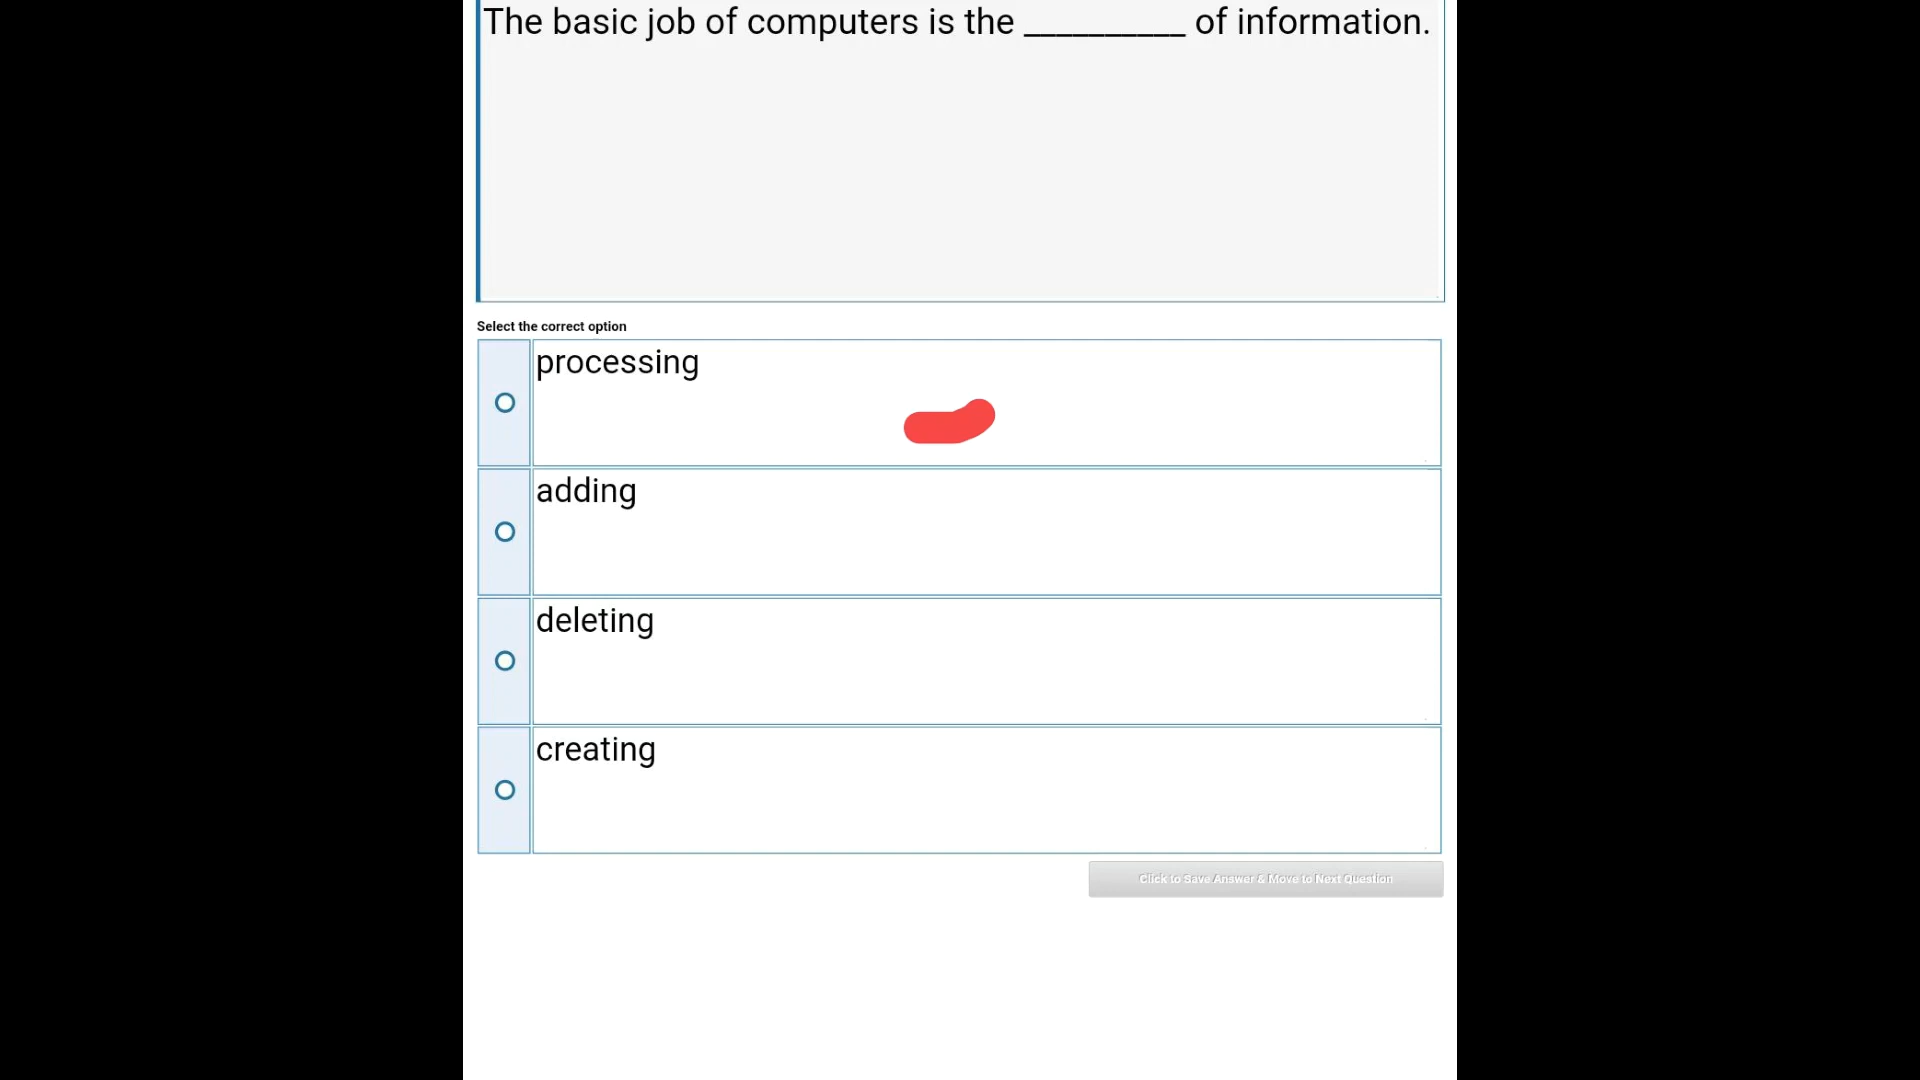 The basic job of computers is the __________ of information.
Select the correct option
processing
adding
deleting
creating
Click to Save Answer & Move to Next Question